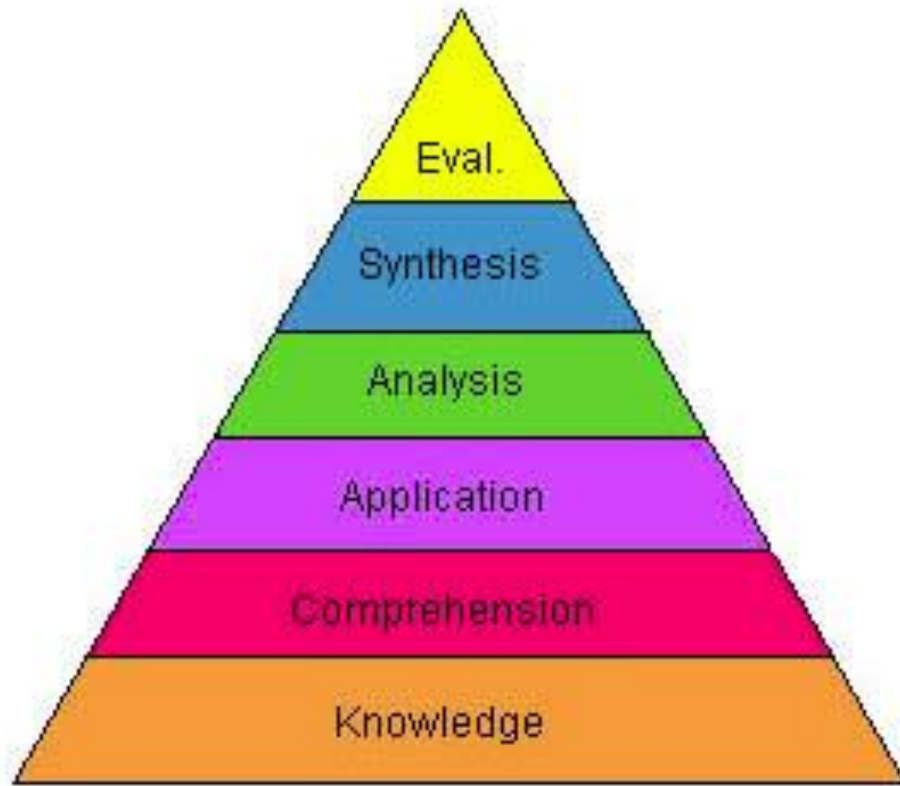 Eval.
Synthesis
Analysis
Application
Comprehension
Knowledge